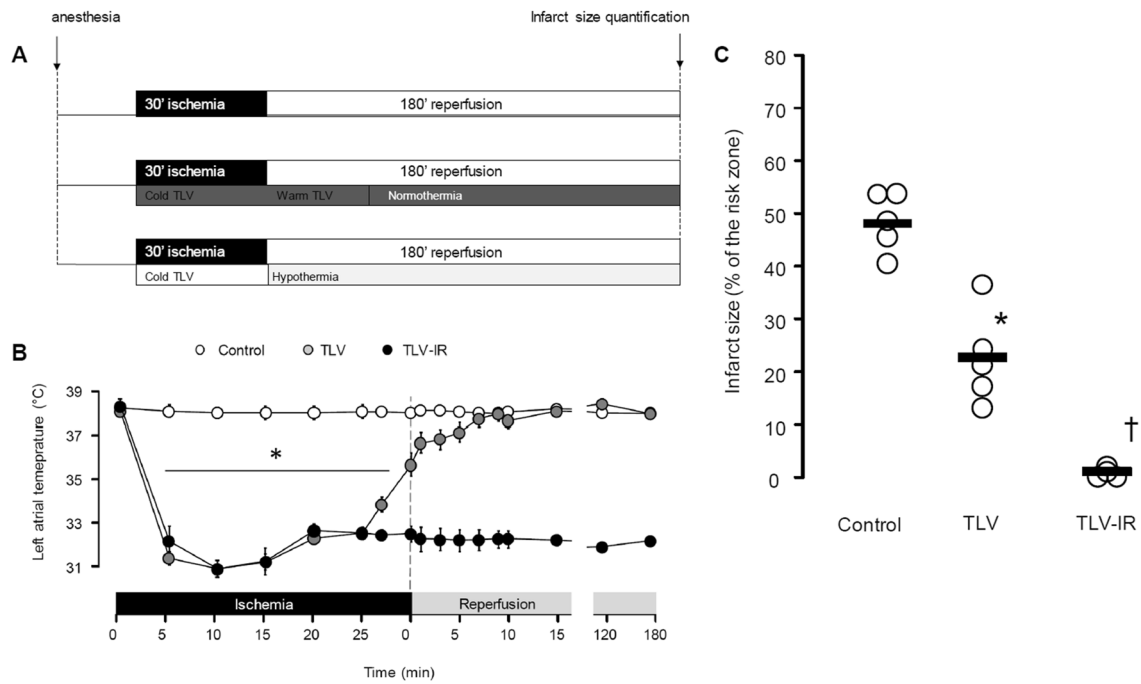 anesthesia
Infarct size quantification
A
30' ischemia
180' reperfusion
30' ischemia
180' reperfusion
Cold TLV
Warm TLV
Normothermia
30' ischemia
180' reperfusion
Cold TLV
Hypothermia
B
Control
TLV
TLV-IR
Left atrial temeprature (°C)
39
37
35
33
31
*
Ischemia
Reperfusion
0 5 10 15 20 25 0 5 10 15 120 180
Time (min)
C
Infarct size (% of the risk zone)
80
70
60
50
40
30
20
10
0
*
†
Control
TLV
TLV-IR